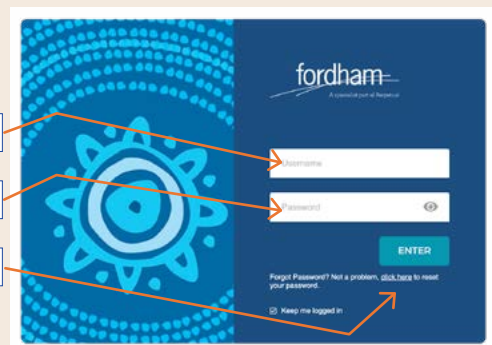 fordham
A specialist part of Perpetual
Username
Password
ENTER
Forgot Password? Not a problem, click here to reset
your password.
Keep me logged in